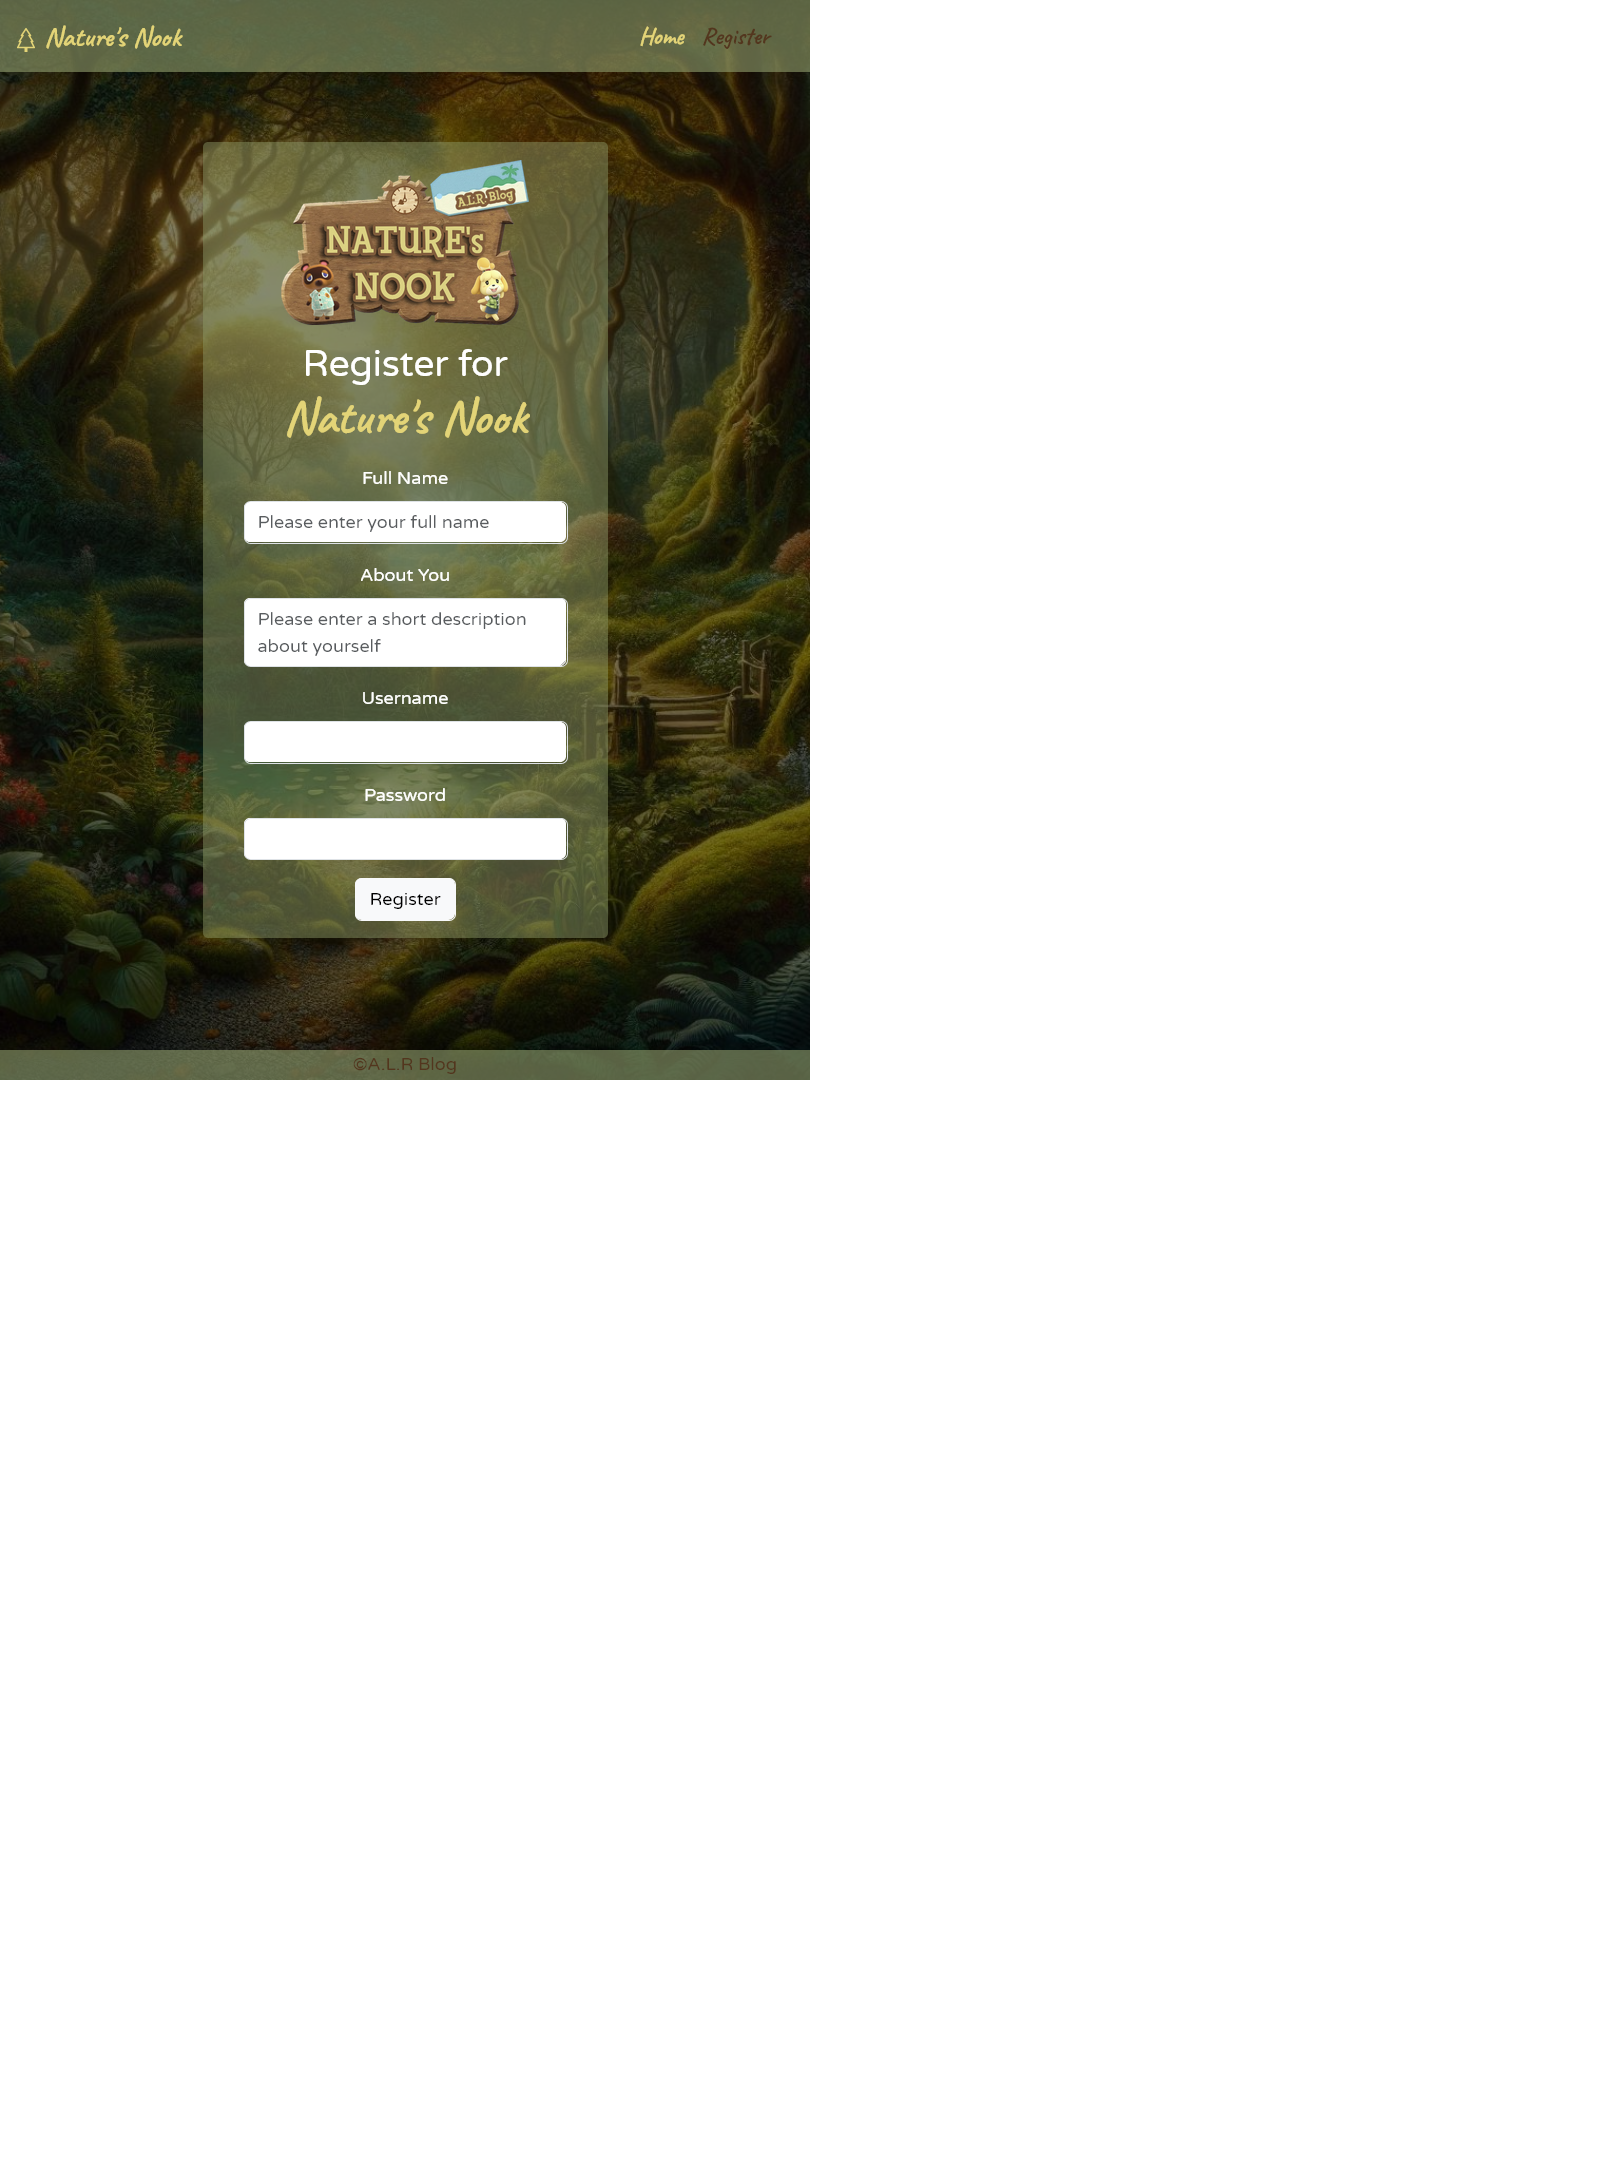 Nature's Nook
Home Register
A.L.R. Blog
NATURE's
NOOK
Register for
Nature's Nook
Full Name
Please enter your full name
About You
Please enter a short description
about yourself
Username
Password
Register
©A.L.R Blog